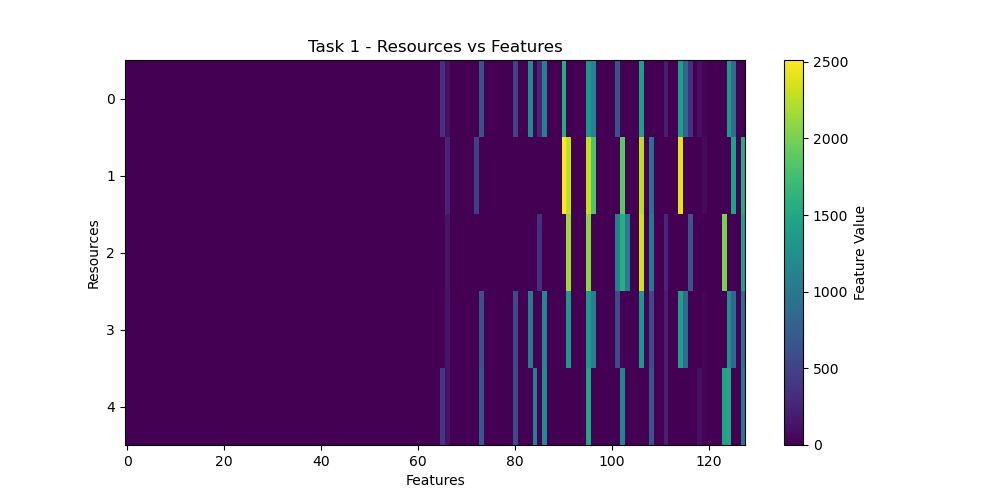 Task 1 - Resources vs Features
Resources
0
1
2
3
4
0 20 40 60 80 100 120
Features
2500
2000
1500
1000
500
0
Feature Value